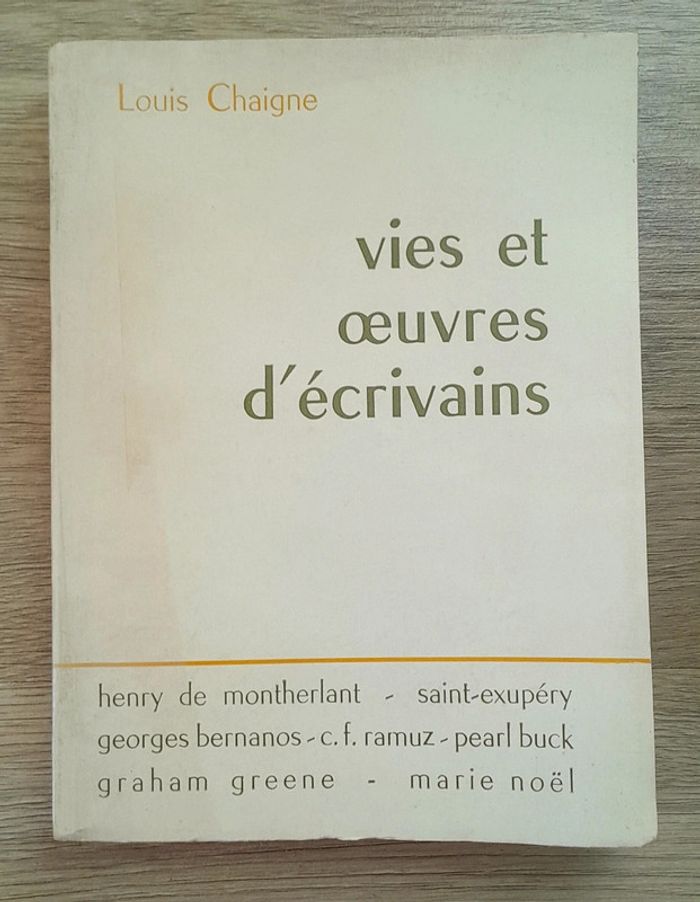 Louis Chaigne
vies et
œuvres
d'écrivains
henry de montherlant - saint-exupéry
georges bernanos - c. f. ramuz - pearl buck
graham greene - marie noël